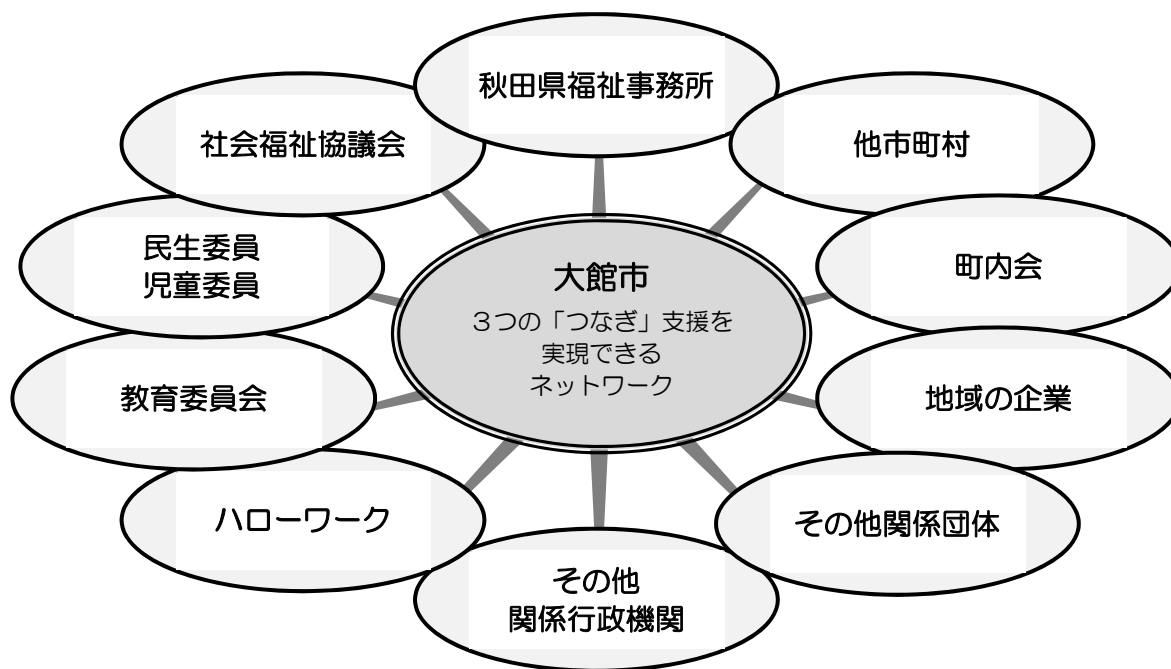 秋田県福祉事務所
社会福祉協議会
他市町村
民生委員
児童委員
町内会
大館市
３つの「つなぎ」支援を
実現できる
ネットワーク
教育委員会
地域の企業
ハローワーク
その他関係団体
その他
関係行政機関